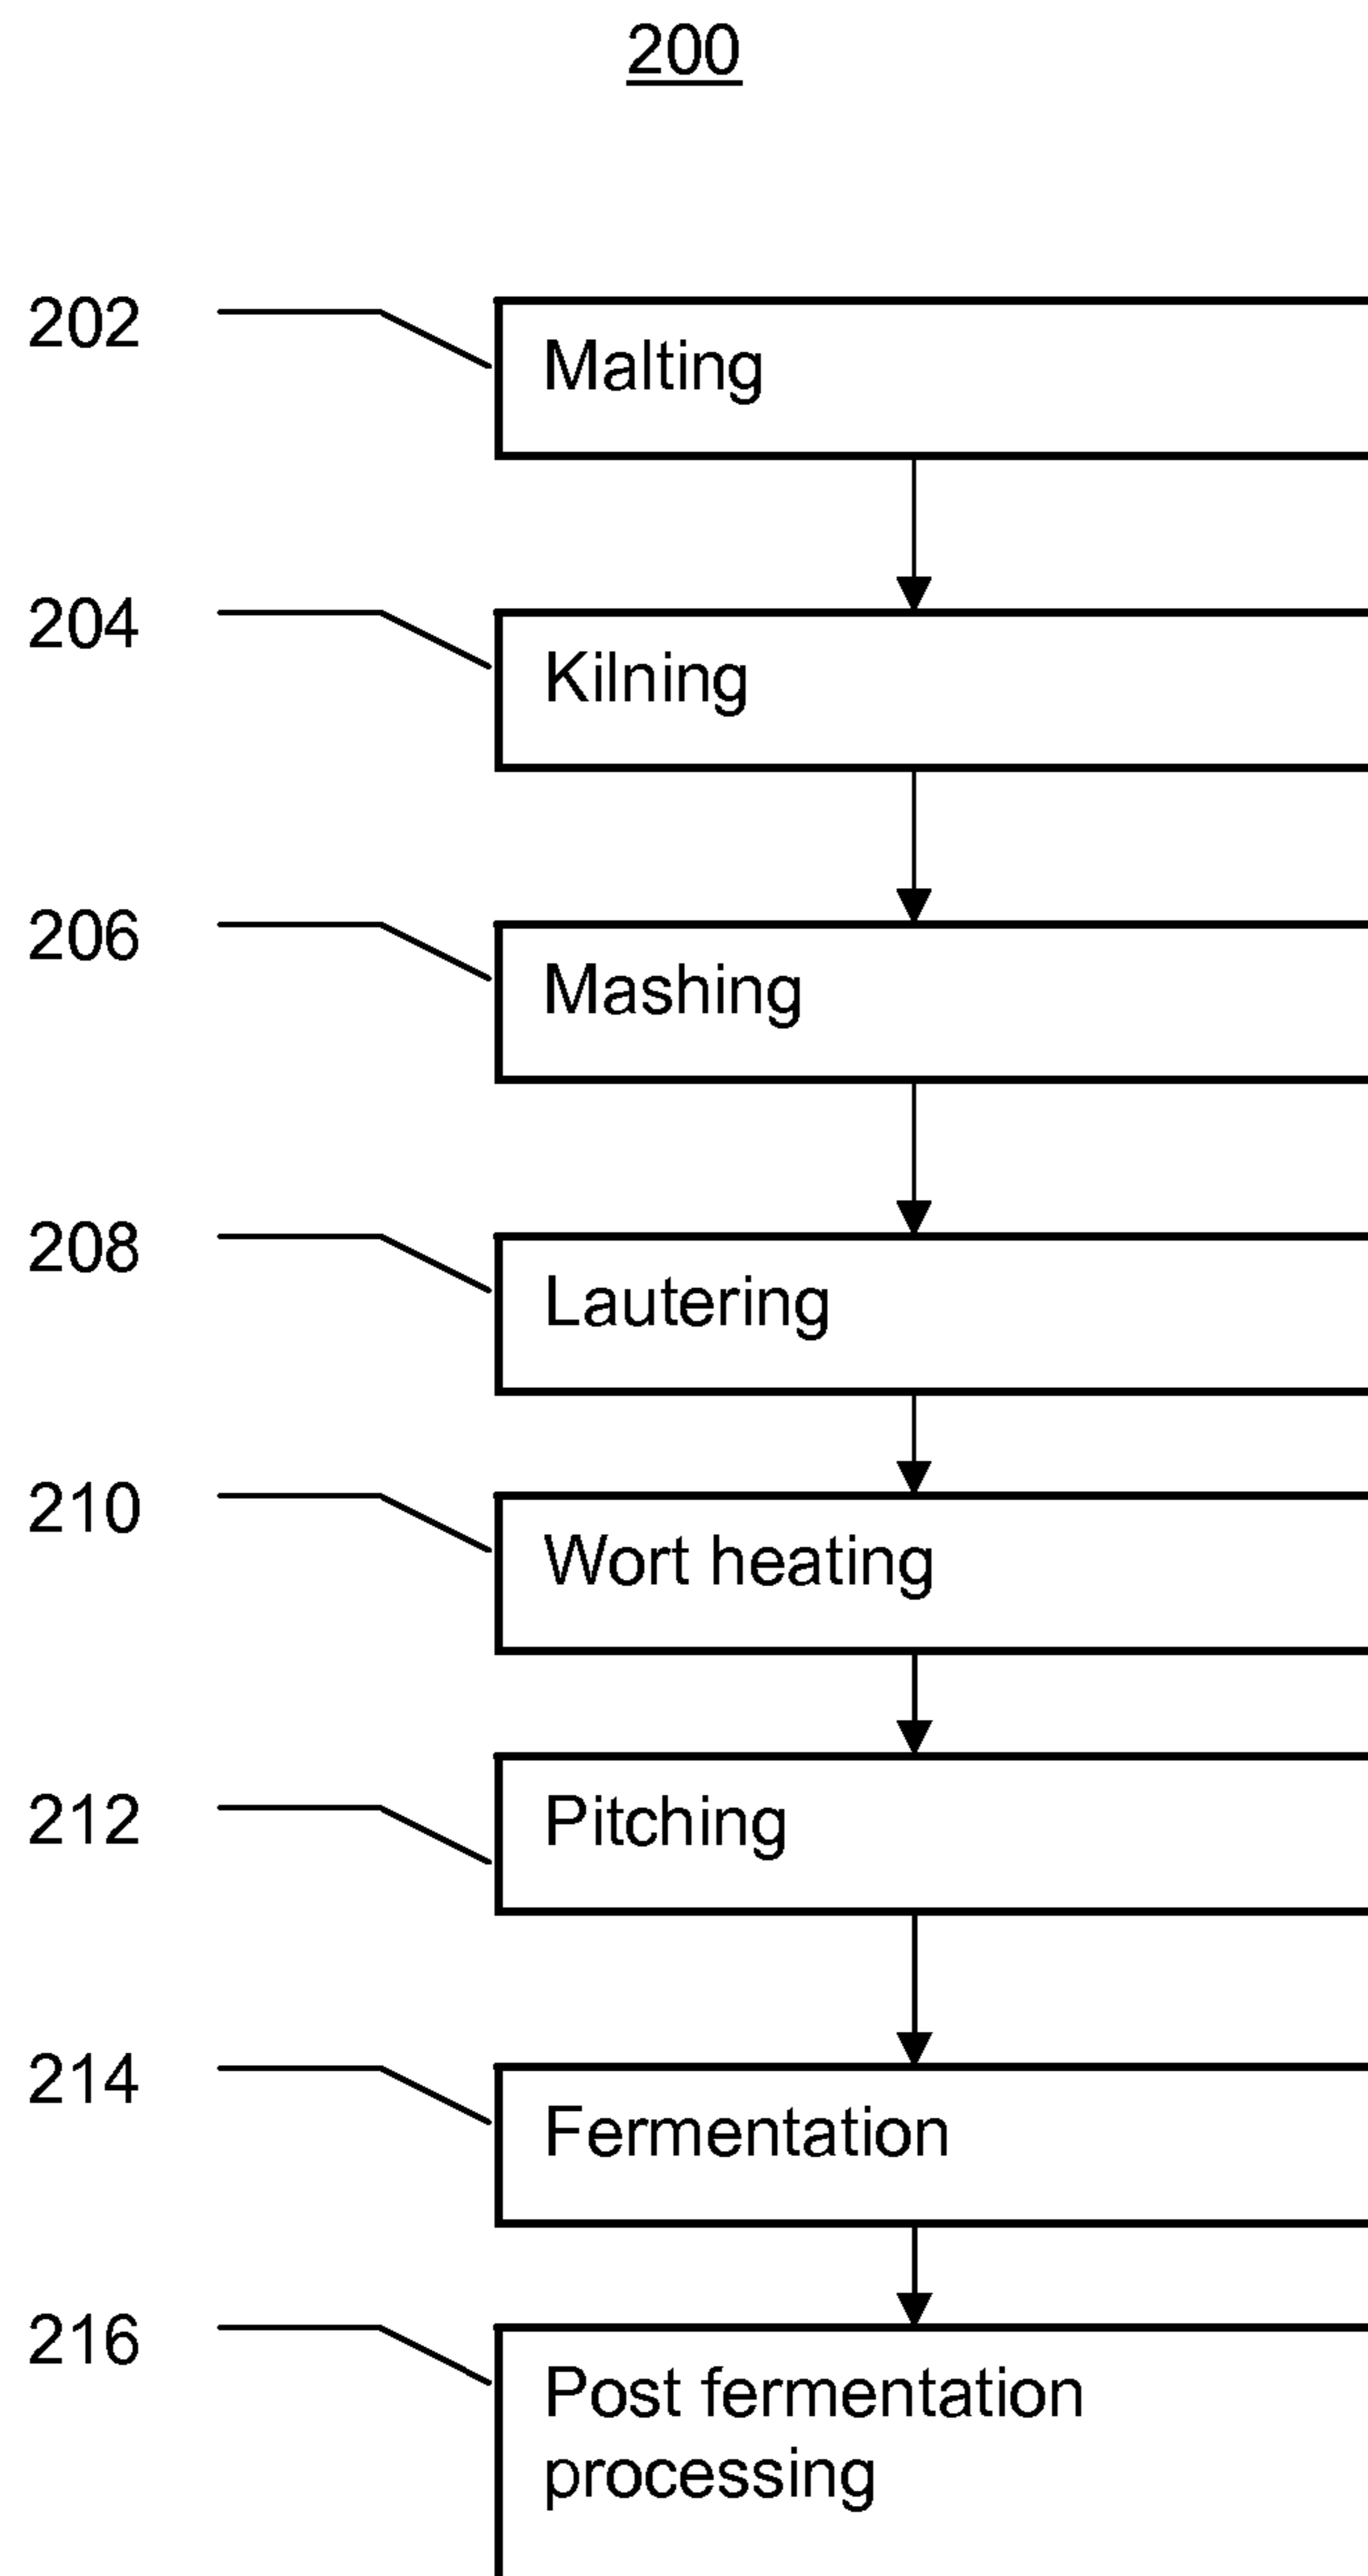 200
202
Malting
204
Kilning
206
Mashing
208
Lautering
210
Wort heating
212
Pitching
214
Fermentation
216
Post fermentation
processing